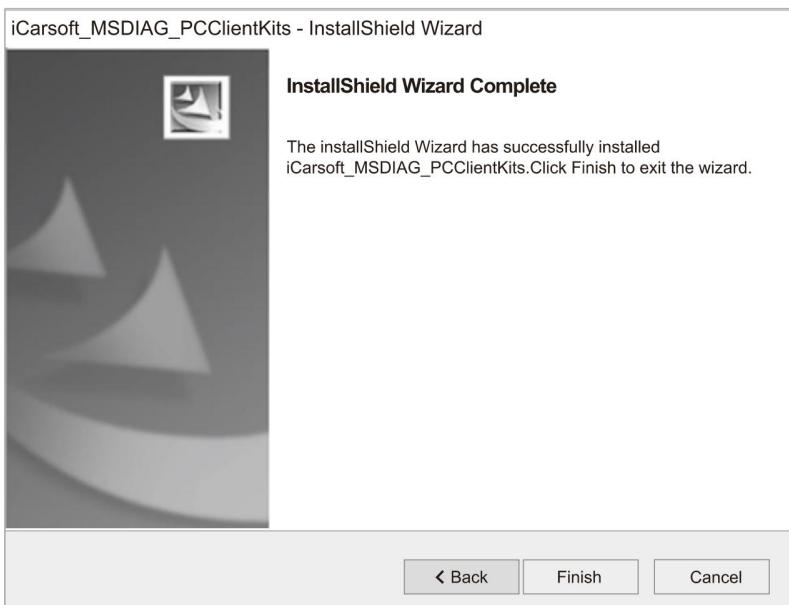 iCarsoft_MSDIAG_PCClientKits - InstallShield Wizard
InstallShield Wizard Complete
The installShield Wizard has successfully installed
iCarsoft_MSDIAG_PCClientKits.Click Finish to exit the wizard.
< Back
Finish
Cancel